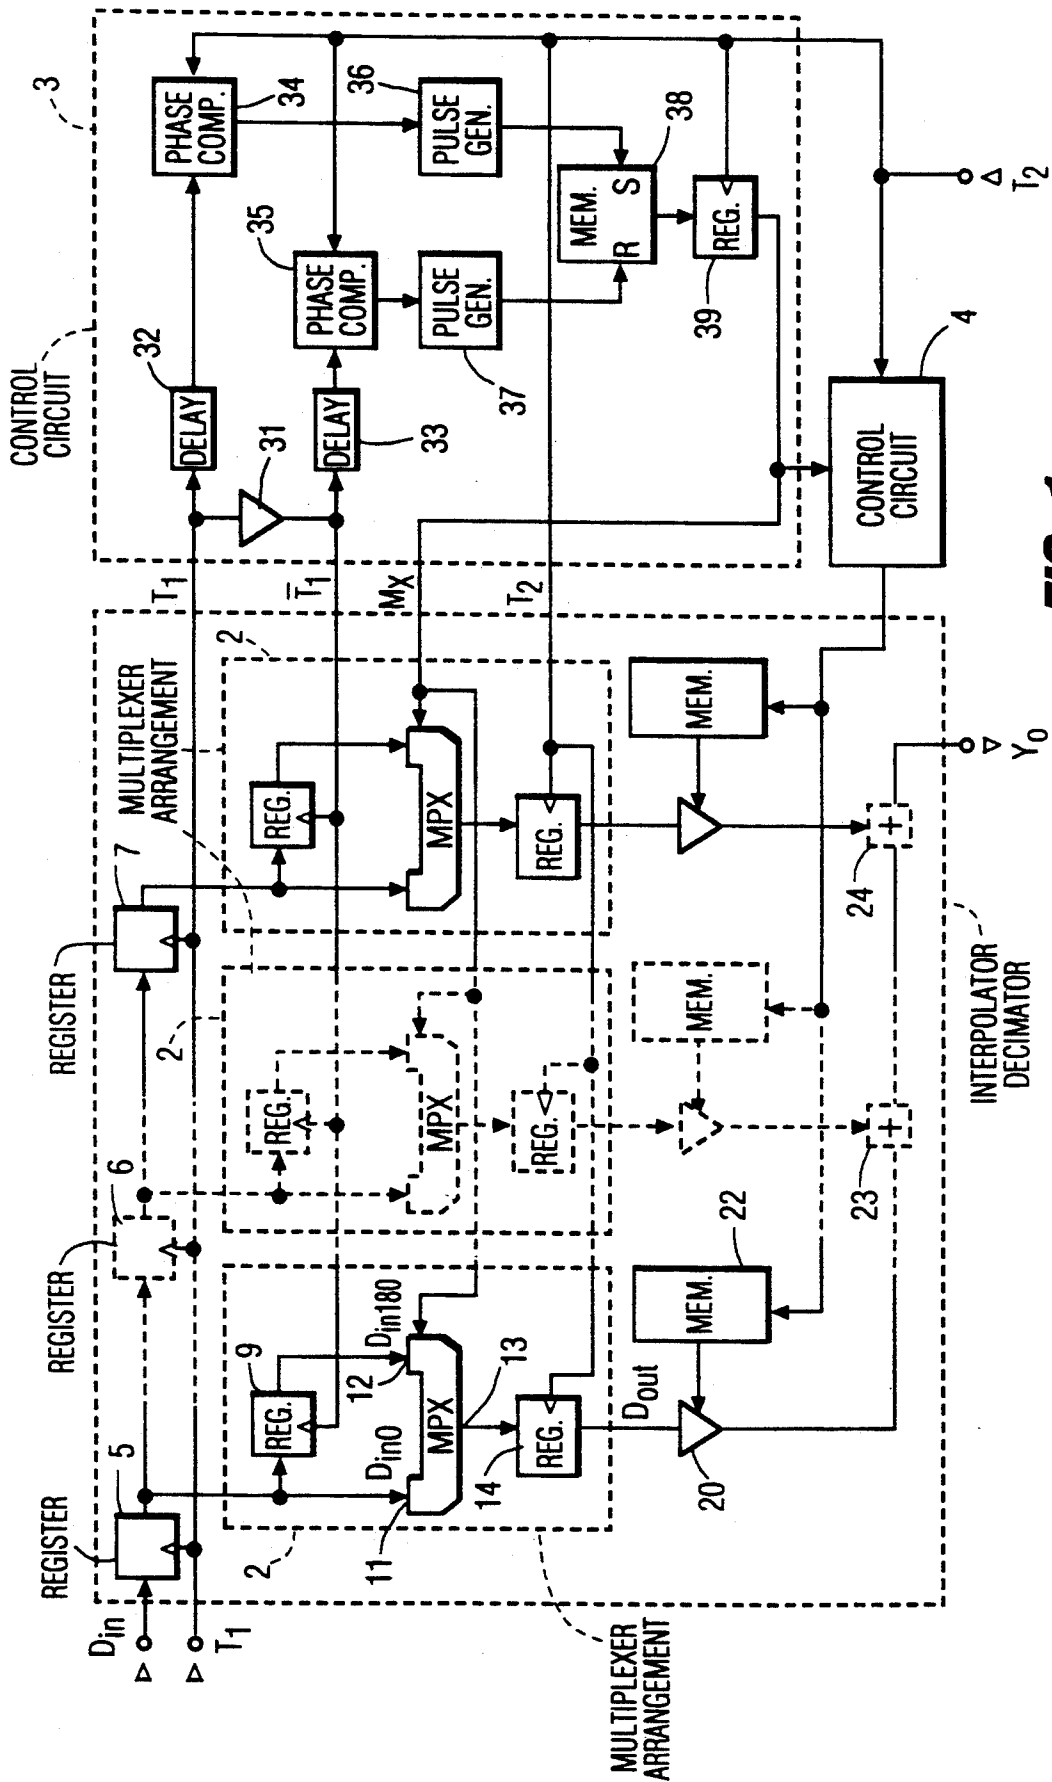 CONTROL
CIRCUIT
3
T1
DELAY
32
PHASE
COMP.
34
31
T̅1
DELAY
33
PHASE
COMP.
35
PULSE
GEN.
36
PULSE
GEN.
37
MX
MEM.
R S
38
REG.
39
T2
CONTROL
CIRCUIT
4
T2
MULTIPLEXER
ARRANGEMENT
REGISTER
7
2
2
REG.
MPX
REG.
MEM.
24
+
Y0
REGISTER
6
REG.
MPX
REG.
MEM.
23
+
INTERPOLATOR
DECIMATOR
REGISTER
5
Din
T1
9
REG.
Din0
Din180
11
12
MPX
13
14
REG.
2
Dout
MEM.
22
20
MULTIPLEXER
ARRANGEMENT